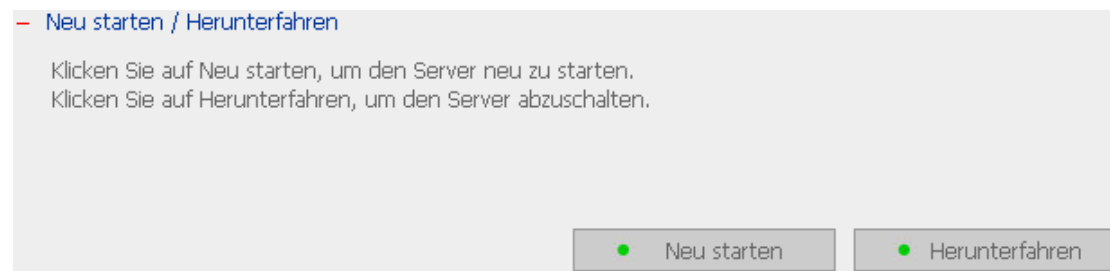 – Neu starten / Herunterfahren
Klicken Sie auf Neu starten, um den Server neu zu starten.
Klicken Sie auf Herunterfahren, um den Server abzuschalten.
• Neu starten
• Herunterfahren